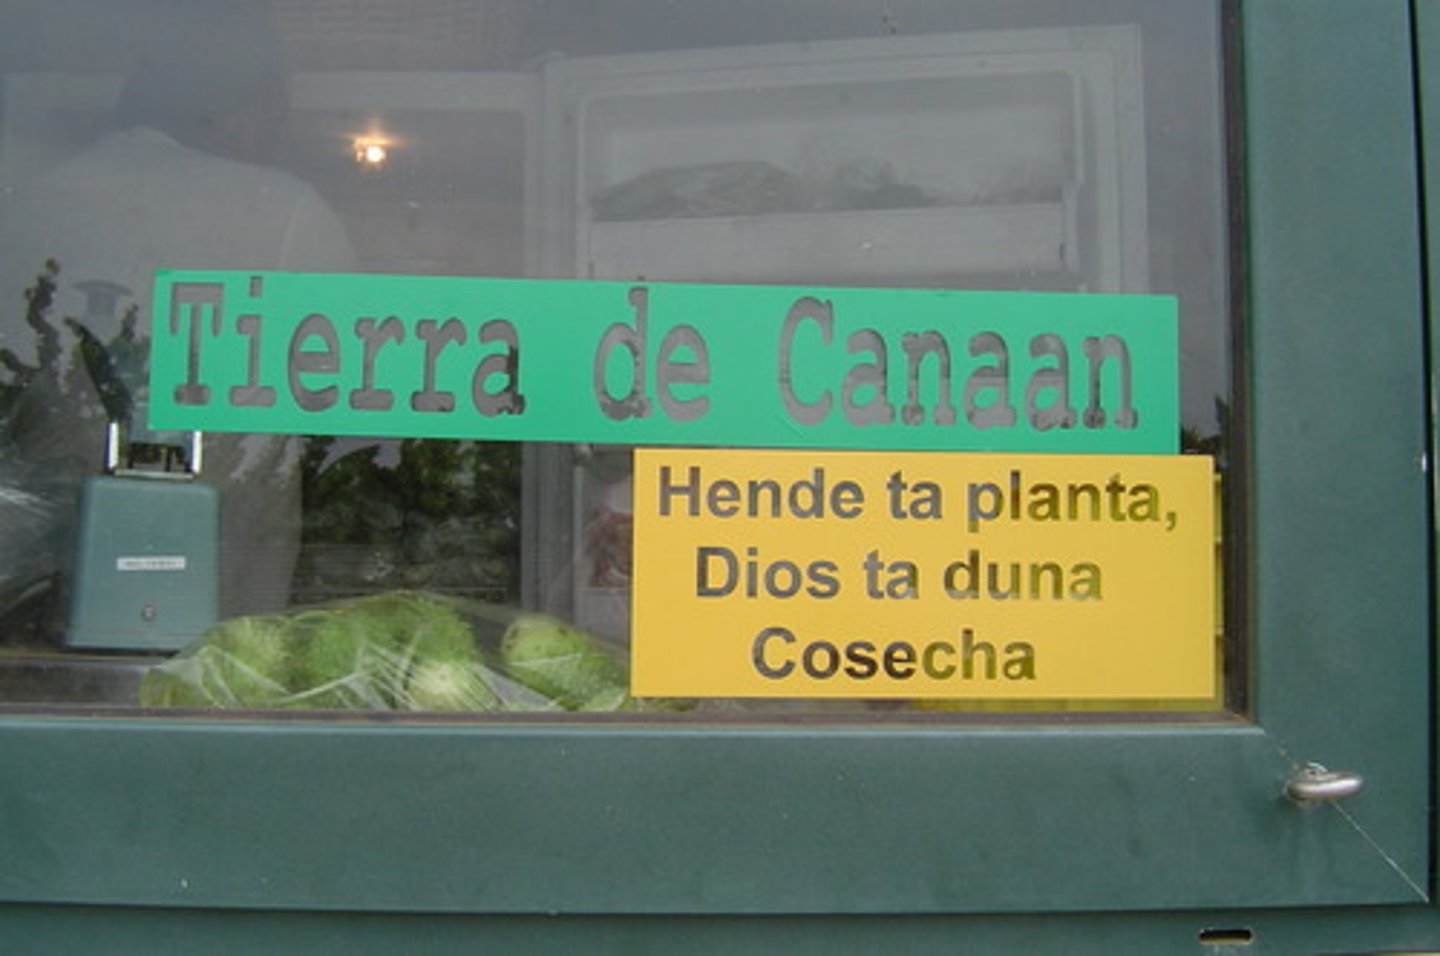 Tierra de Canaan
Hende ta planta,
Dios ta duna
Cosecha